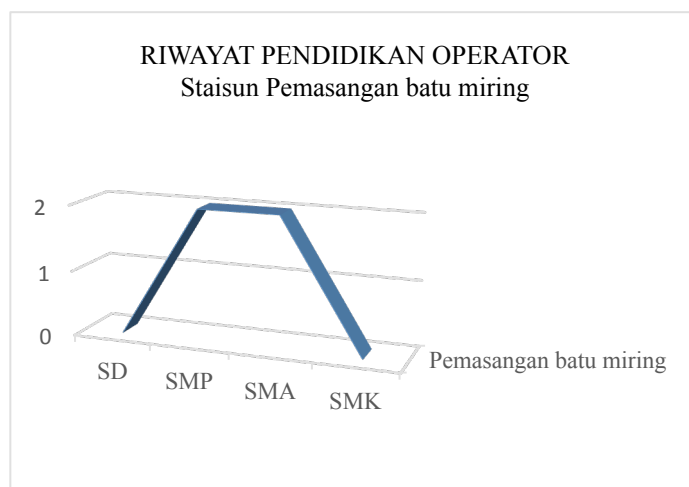 RIWAYAT PENDIDIKAN OPERATOR
Staisun Pemasangan batu miring
2
1
0
SD
SMP
SMA
SMK
Pemasangan batu miring